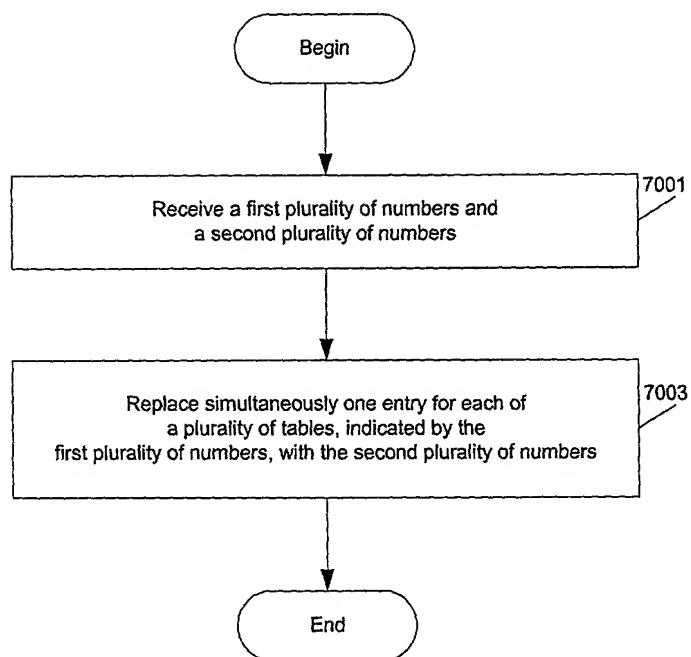 Begin
7001
Receive a first plurality of numbers and
a second plurality of numbers
7003
Replace simultaneously one entry for each of
a plurality of tables, indicated by the
first plurality of numbers, with the second plurality of numbers
End